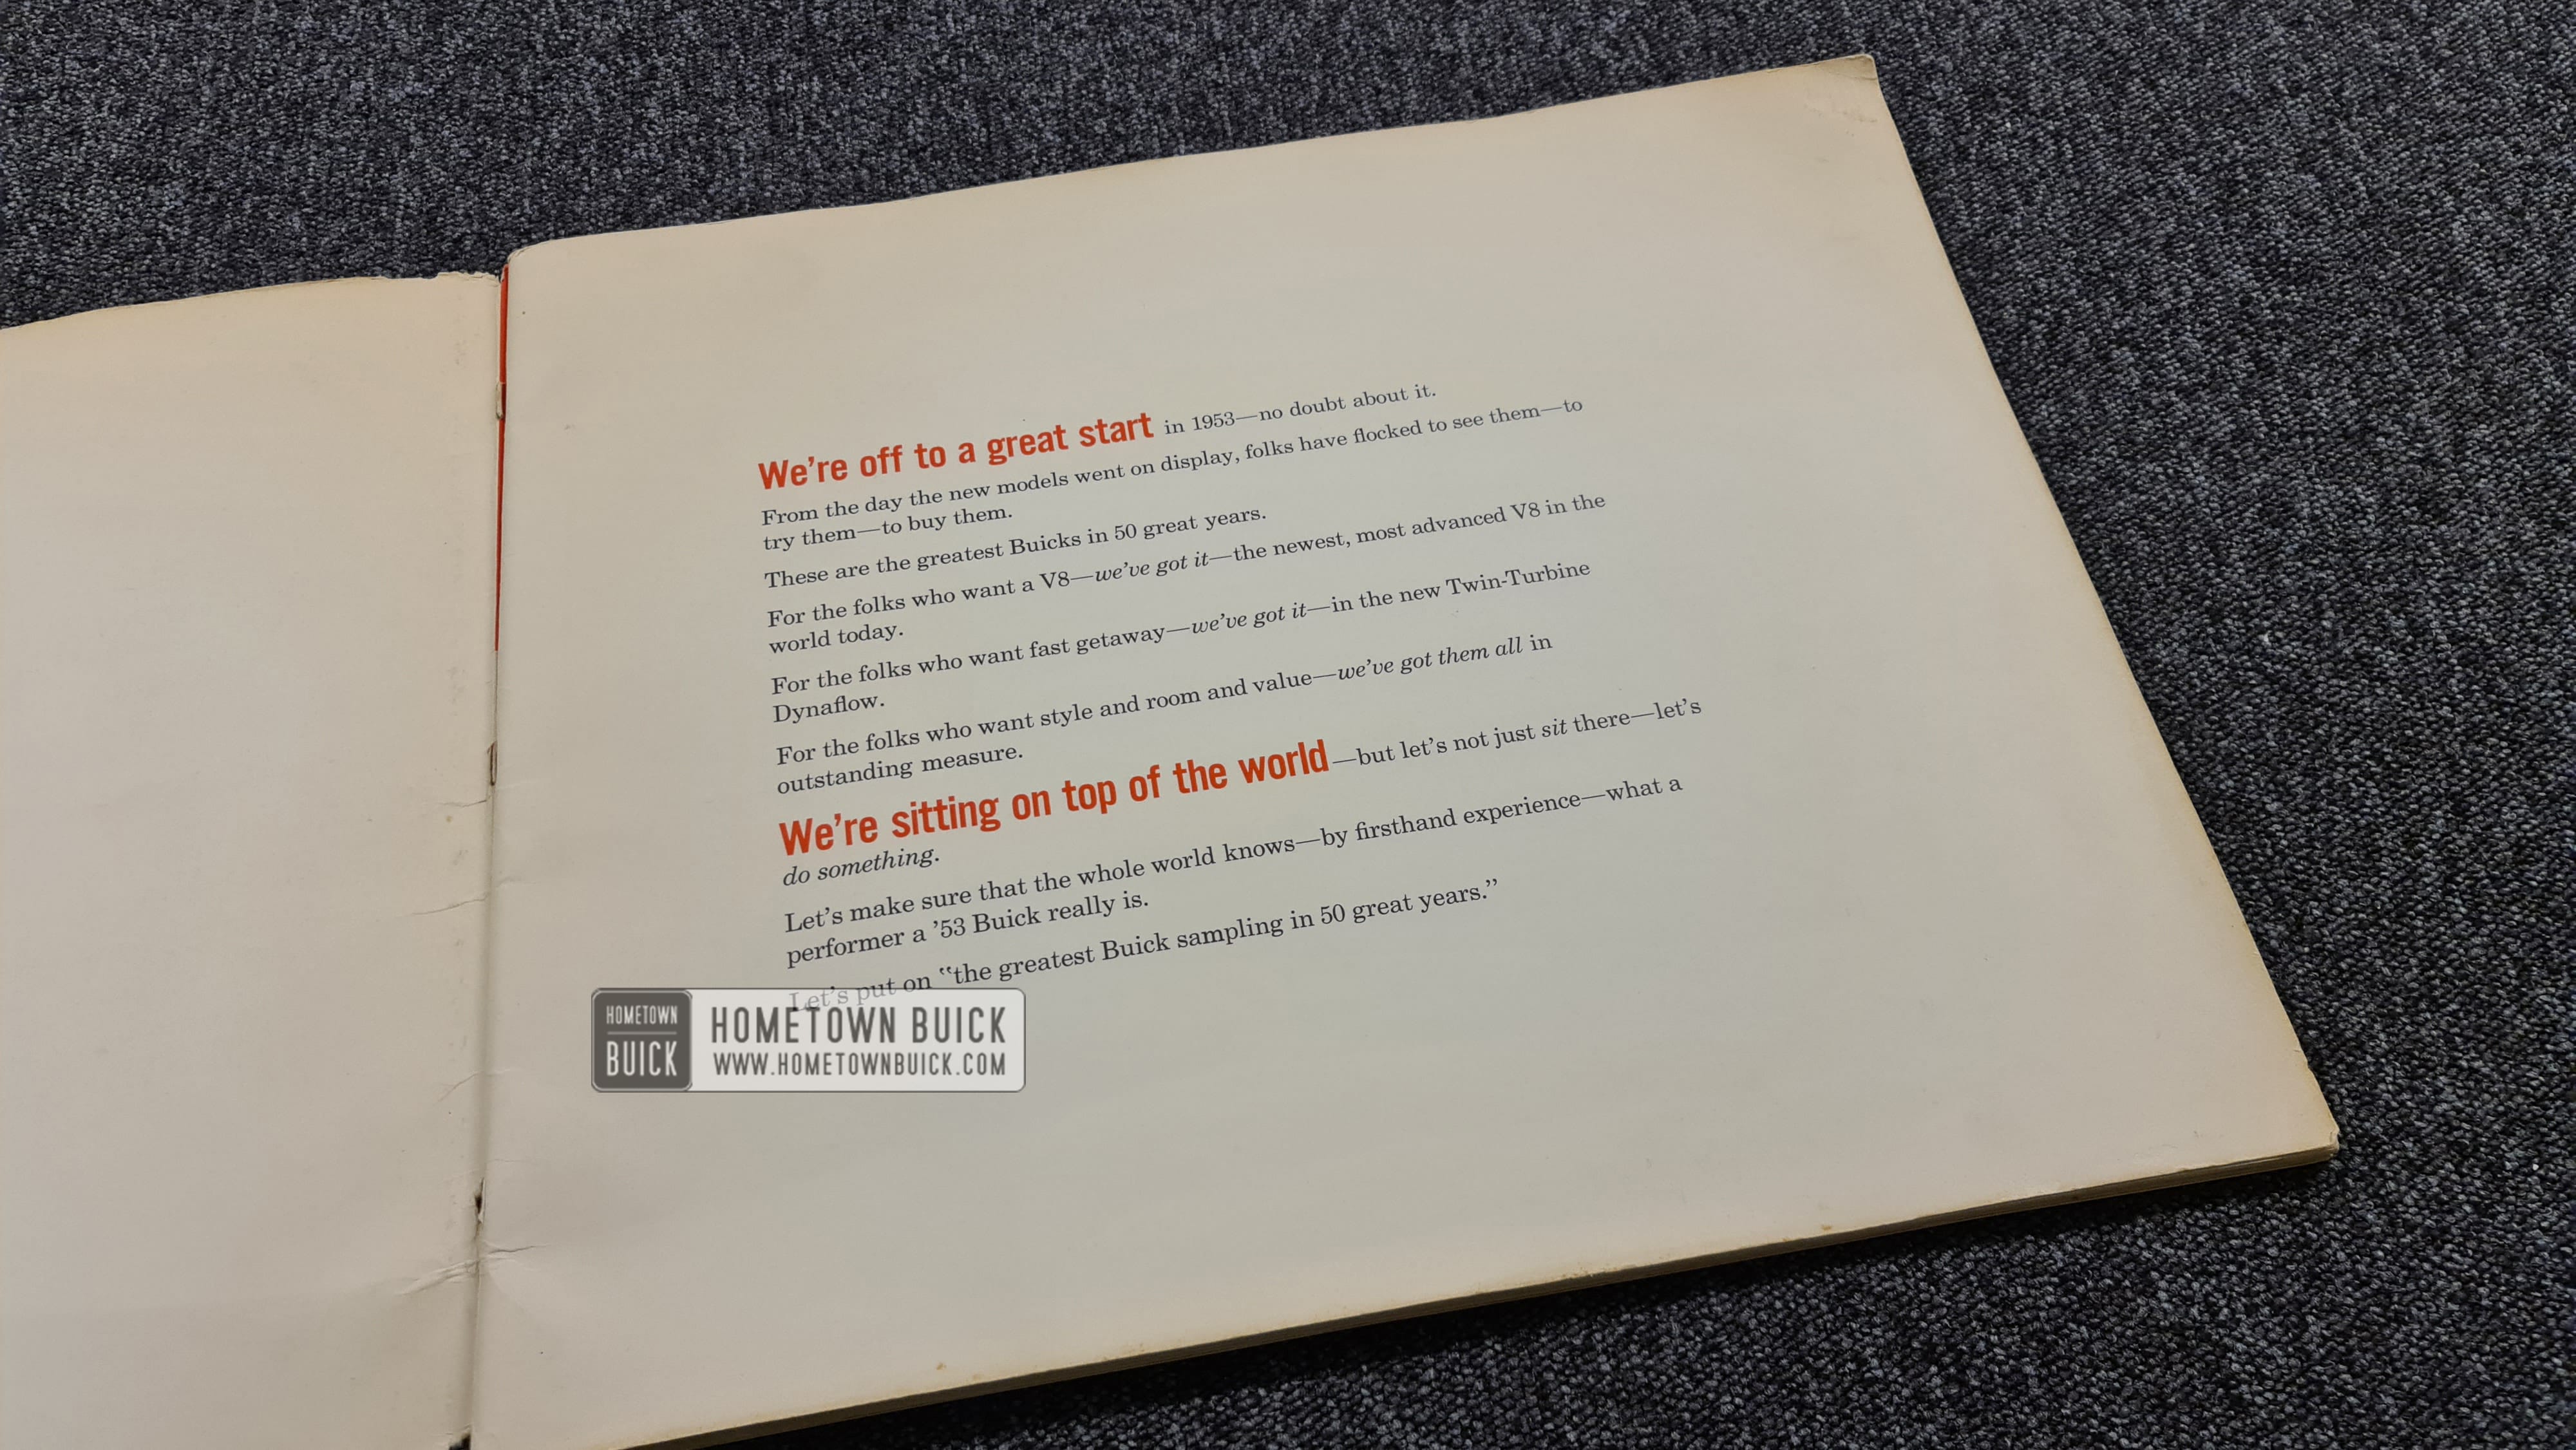 We're off to a great start in 1953—no doubt about it.
From the day the new models went on display, folks have flocked to see them—to
try them—to buy them.
These are the greatest Buicks in 50 great years.
For the folks who want a V8—we've got it—the newest, most advanced V8 in the
world today.
For the folks who want fast getaway—we've got it—in the new Twin-Turbine
Dynaflow.
For the folks who want style and room and value—we've got them all in
outstanding measure.
We're sitting on top of the world—but let's not just sit there—let's
do something.
Let's make sure that the whole world knows—by firsthand experience—what a
performer a '53 Buick really is.
Let's put on "the greatest Buick sampling in 50 great years."
HOMETOWN
BUICK
HOMETOWN BUICK
WWW.HOMETOWNBUICK.COM